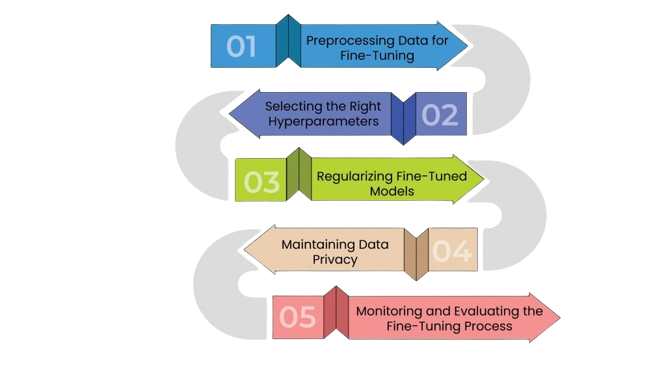 01
Preprocessing Data for
Fine-Tuning
Selecting the Right
Hyperparameters
02
03
Regularizing Fine-Tuned
Models
Maintaining Data
Privacy
04
05
Monitoring and Evaluating the
Fine-Tuning Process